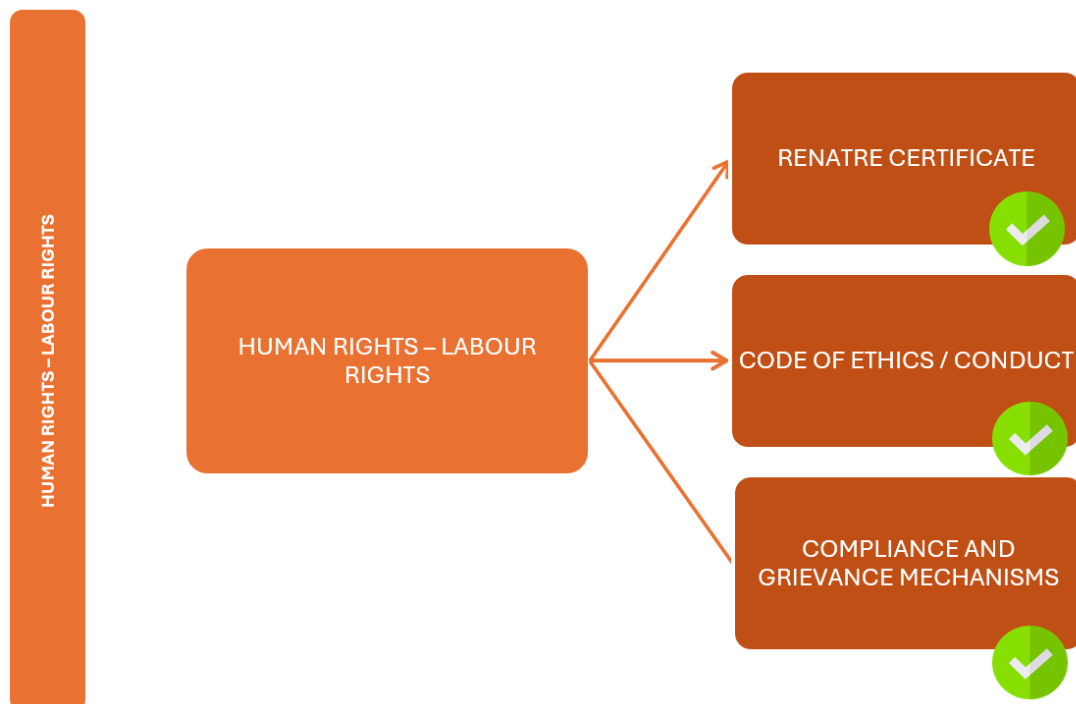 HUMAN RIGHTS – LABOUR RIGHTS
HUMAN RIGHTS – LABOUR
RIGHTS
RENATRE CERTIFICATE
CODE OF ETHICS / CONDUCT
COMPLIANCE AND
GRIEVANCE MECHANISMS